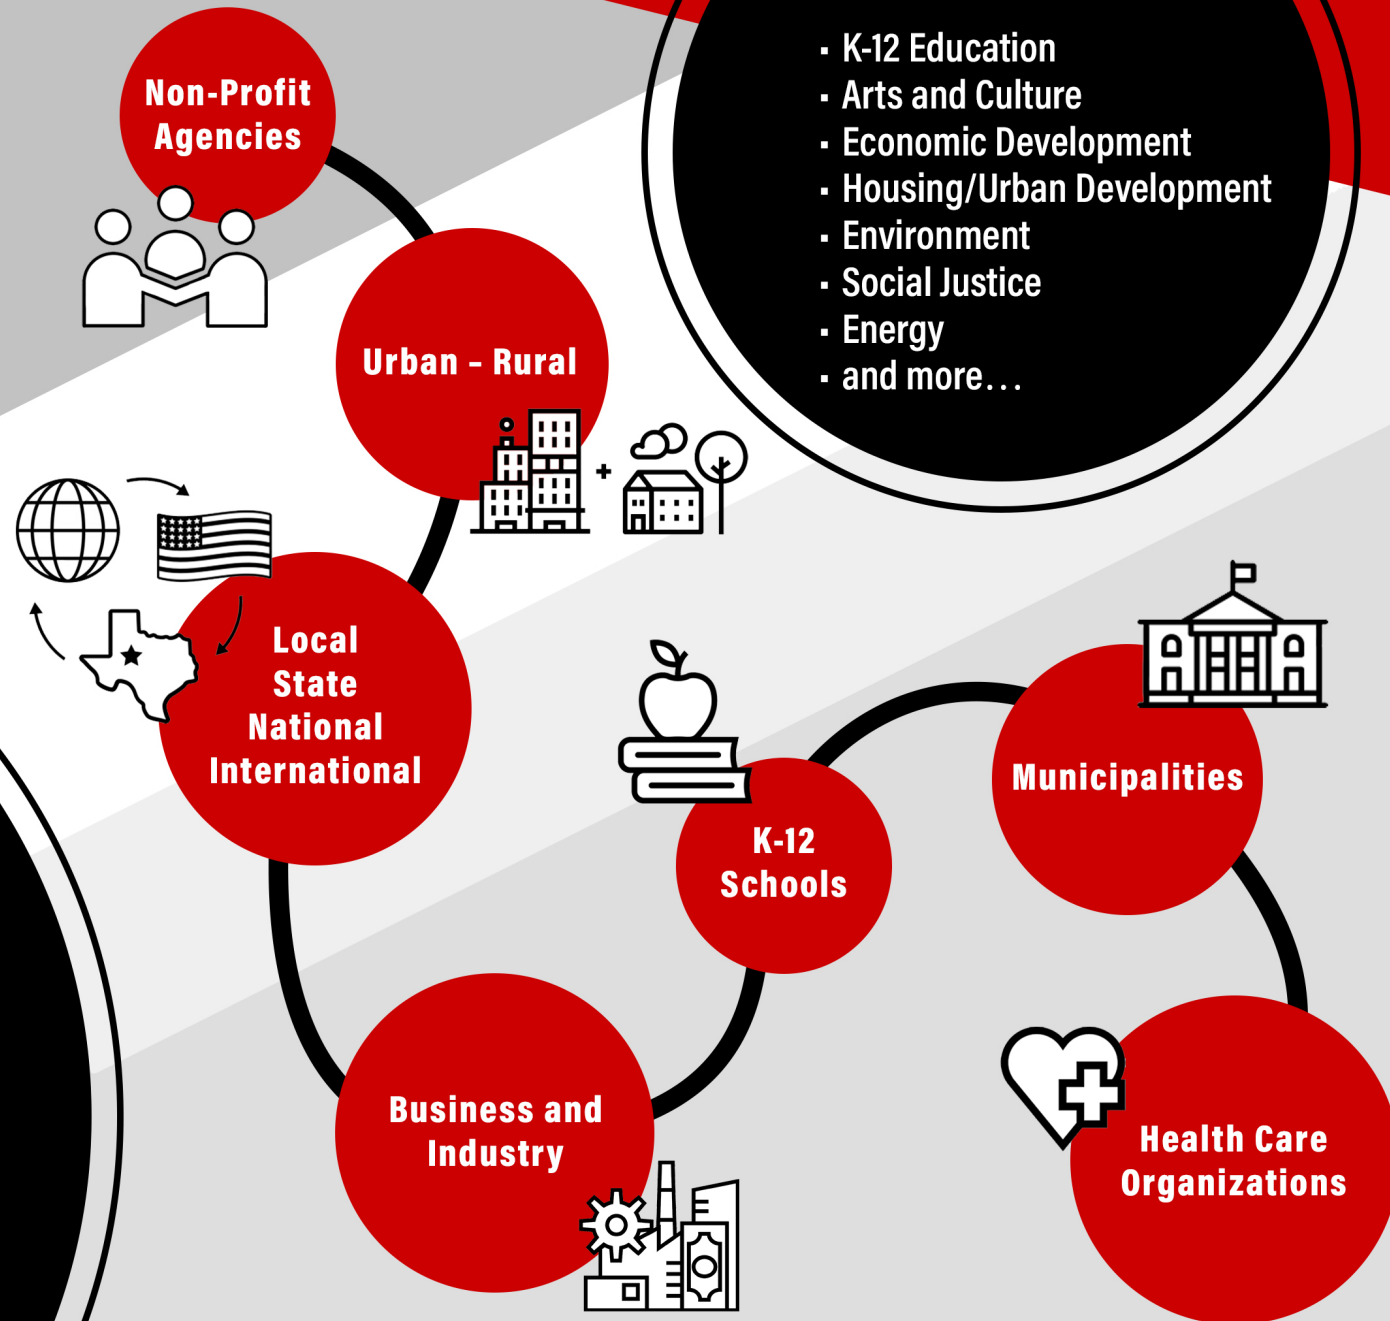 Non-Profit
Agencies
▪ K-12 Education
▪ Arts and Culture
▪ Economic Development
▪ Housing/Urban Development
▪ Environment
▪ Social Justice
▪ Energy
▪ and more…
Urban – Rural
Local
State
National
International
Business and
Industry
K-12
Schools
Municipalities
Health Care
Organizations